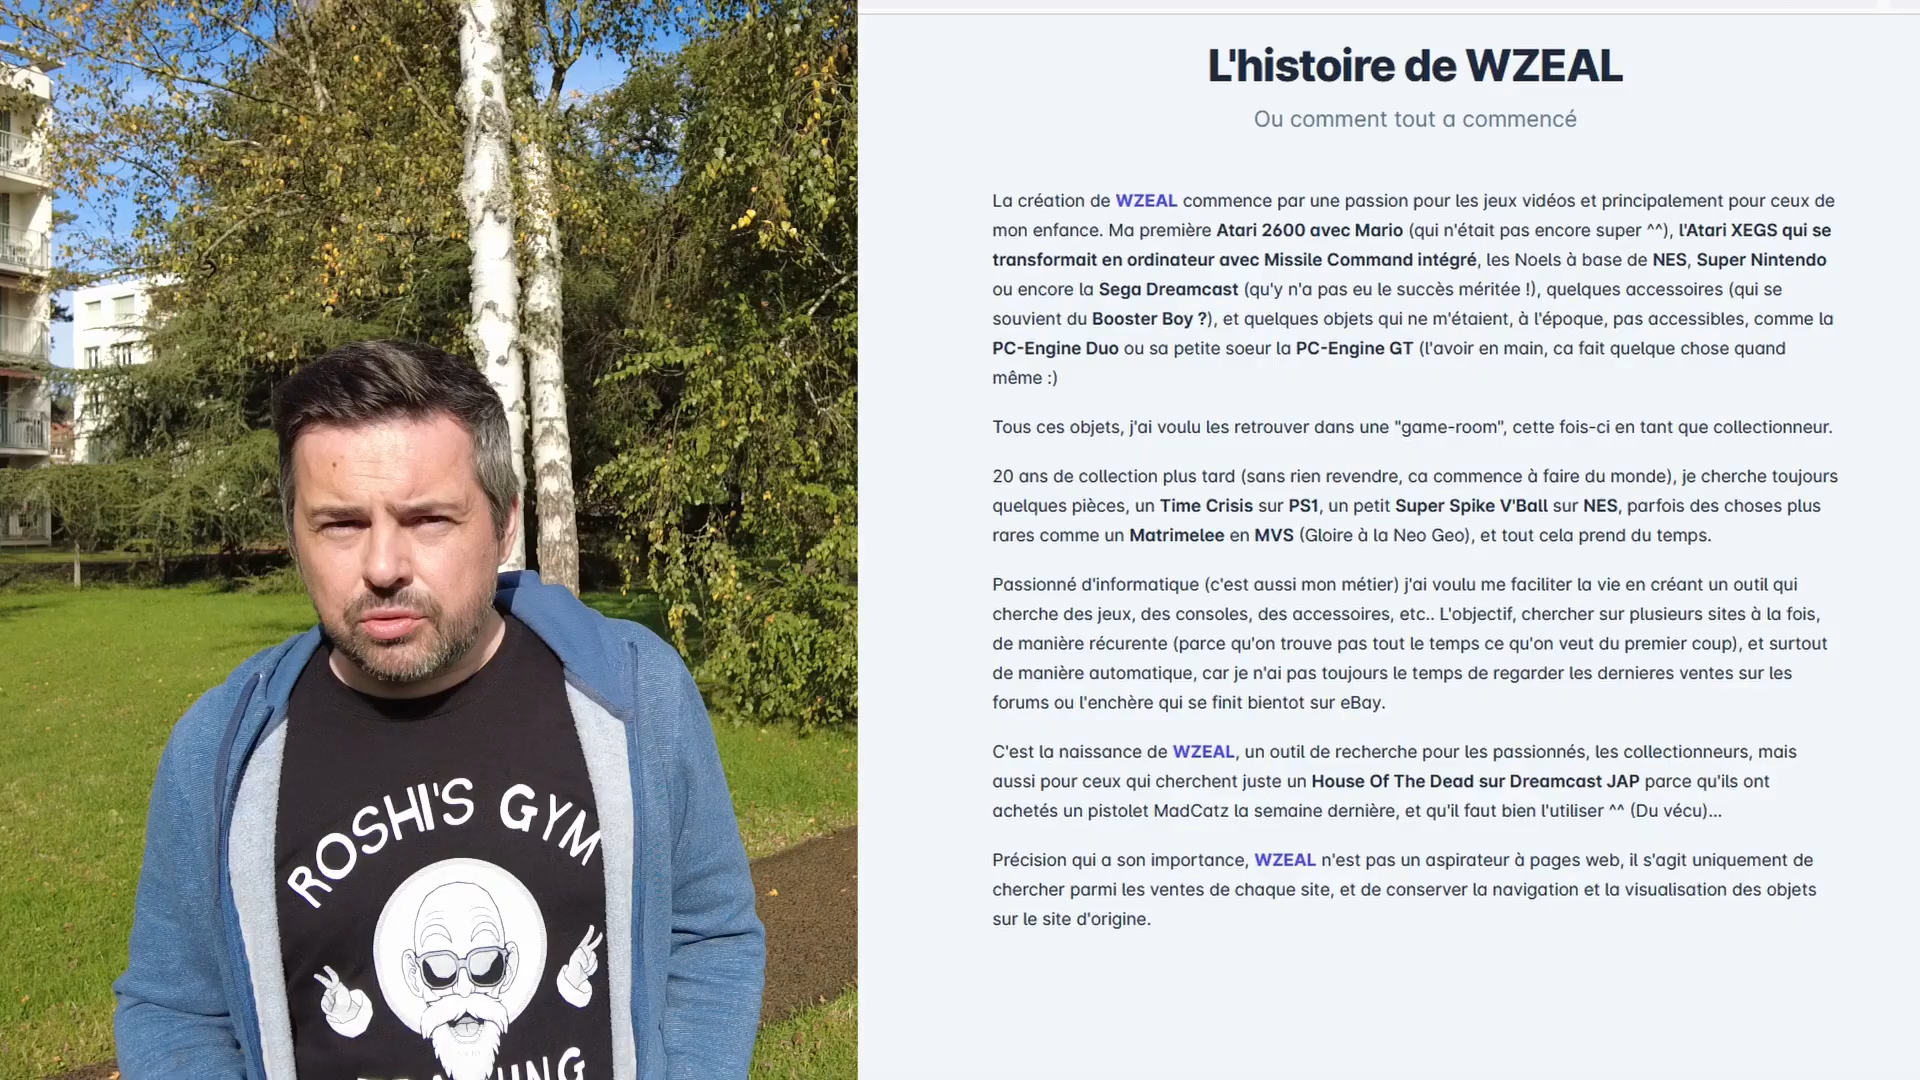 L'histoire de WZEAL
Ou comment tout a commencé
La création de WZEAL commence par une passion pour les jeux vidéos et principalement pour ceux de
mon enfance. Ma première Atari 2600 avec Mario (qui n'était pas encore super ^^), l'Atari XEGS qui se
transformait en ordinateur avec Missile Command intégré, les Noels à base de NES, Super Nintendo
ou encore la Sega Dreamcast (qu'y n'a pas eu le succès méritée !), quelques accessoires (qui se
souvient du Booster Boy ?), et quelques objets qui ne m'étaient, à l'époque, pas accessibles, comme la
PC-Engine Duo ou sa petite soeur la PC-Engine GT (l'avoir en main, ca fait quelque chose quand
même :)
Tous ces objets, j'ai voulu les retrouver dans une "game-room", cette fois-ci en tant que collectionneur.
20 ans de collection plus tard (sans rien revendre, ca commence à faire du monde), je cherche toujours
quelques pièces, un Time Crisis sur PS1, un petit Super Spike V'Ball sur NES, parfois des choses plus
rares comme un Matrimelee en MVS (Gloire à la Neo Geo), et tout cela prend du temps.
Passionné d'informatique (c'est aussi mon métier) j'ai voulu me faciliter la vie en créant un outil qui
cherche des jeux, des consoles, des accessoires, etc.. L'objectif, chercher sur plusieurs sites à la fois,
de manière récurente (parce qu'on trouve pas tout le temps ce qu'on veut du premier coup), et surtout
de manière automatique, car je n'ai pas toujours le temps de regarder les dernieres ventes sur les
forums ou l'enchère qui se finit bientot sur eBay.
C'est la naissance de WZEAL, un outil de recherche pour les passionnés, les collectionneurs, mais
aussi pour ceux qui cherchent juste un House Of The Dead sur Dreamcast JAP parce qu'ils ont
achetés un pistolet MadCatz la semaine dernière, et qu'il faut bien l'utiliser ^^ (Du vécu)...
Précision qui a son importance, WZEAL n'est pas un aspirateur à pages web, il s'agit uniquement de
chercher parmi les ventes de chaque site, et de conserver la navigation et la visualisation des objets
sur le site d'origine.
ROSHI'S GYM